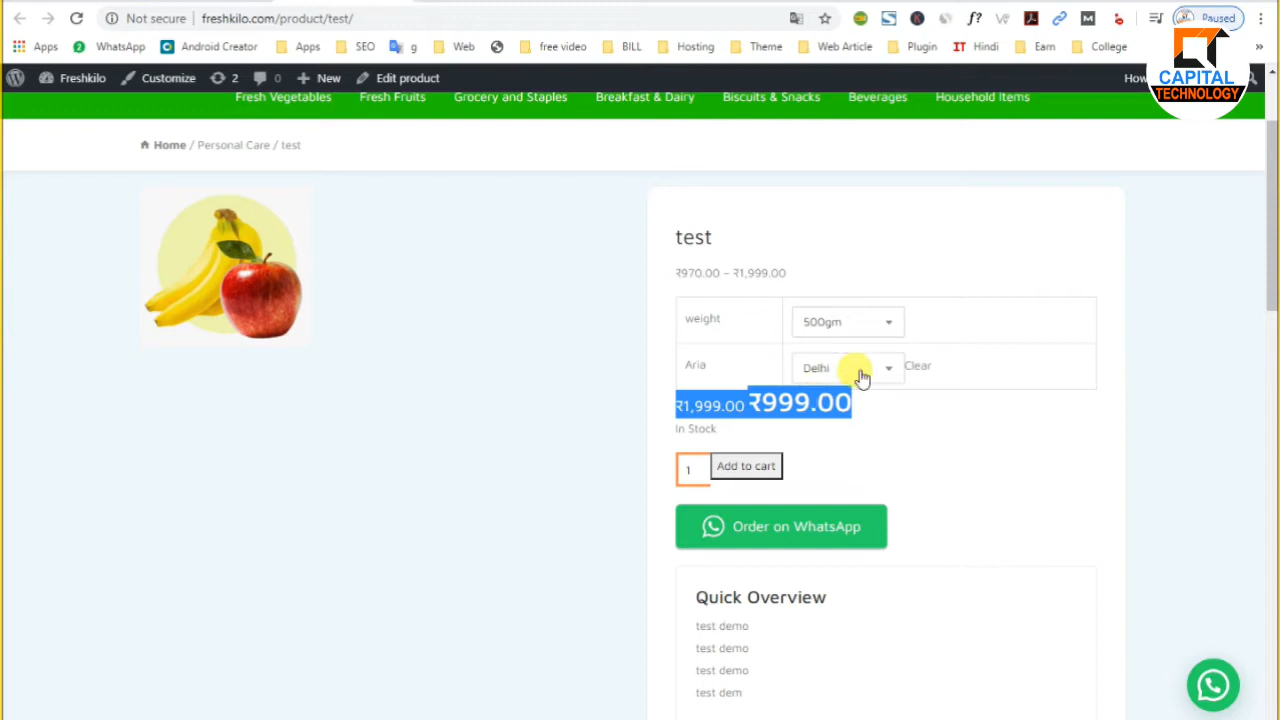 Not secure | freshkilo.com/product/test/
Paused
Apps WhatsApp Android Creator Apps SEO g Web free video BILL Hosting Theme Web Article Plugin IT Hindi Earn College »
Freshkilo Customize 2 0 New Edit product How
CAPITAL
TECHNOLOGY
Fresh Vegetables Fresh Fruits Grocery and Staples Breakfast & Dairy Biscuits & Snacks Beverages Household Items
Home / Personal Care / test
test
₹970.00 – ₹1,999.00
weight 500gm
Aria Delhi Clear
₹1,999.00 ₹999.00
In Stock
1 Add to cart
Order on WhatsApp
Quick Overview
test demo
test demo
test demo
test dem